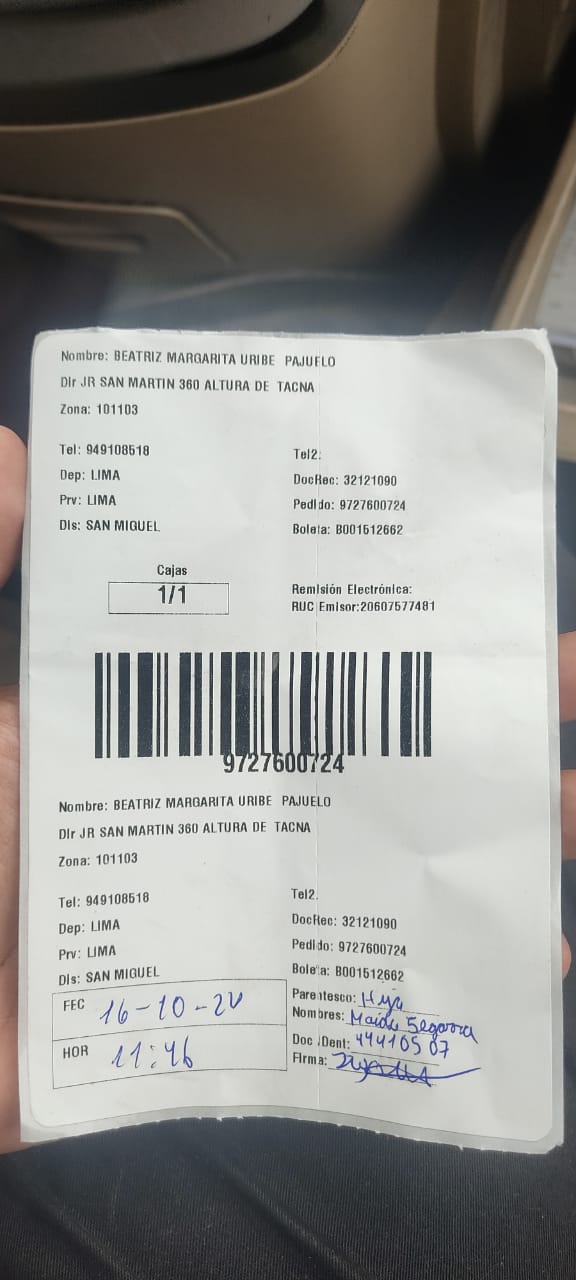 Nombre: BEATRIZ MARGARITA URIBE PAJUELO
Dir JR SAN MARTIN 360 ALTURA DE TACNA
Zona: 101103
Tel: 949108518 Tel2:
Dep: LIMA DocRec: 32121090
Prv: LIMA Pedido: 9727600724
Dis: SAN MIGUEL Boleta: B001512662
Cajas
1/1
Remisión Electrónica:
RUC Emisor:20607577481
9727600724
Nombre: BEATRIZ MARGARITA URIBE PAJUELO
Dir JR SAN MARTIN 360 ALTURA DE TACNA
Zona: 101103
Tel: 949108518 Tel2.
Dep: LIMA DocRec: 32121090
Prv: LIMA Pedido: 9727600724
Dis: SAN MIGUEL Boleta: B001512662
FEC 16-10-24 Parentesco: Hija
Nombres: Segarra
HOR 11:46 Doc .Dent: 44410507
Firma: